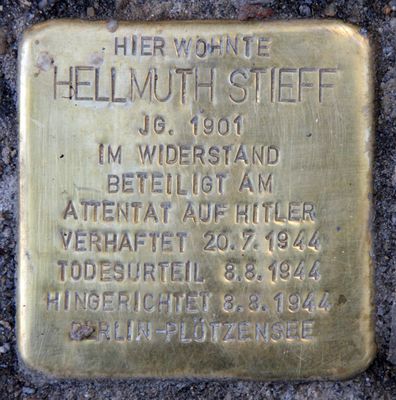 HIER WOHNTE
HELLMUTH STIEFF
JG. 1901
IM WIDERSTAND
BETEILIGT AM
ATTENTAT AUF HITLER
VERHAFTET 20.7.1944
TODESURTEIL 8.8.1944
HINGERICHTET 8.8.1944
BERLIN-PLÖTZENSEE